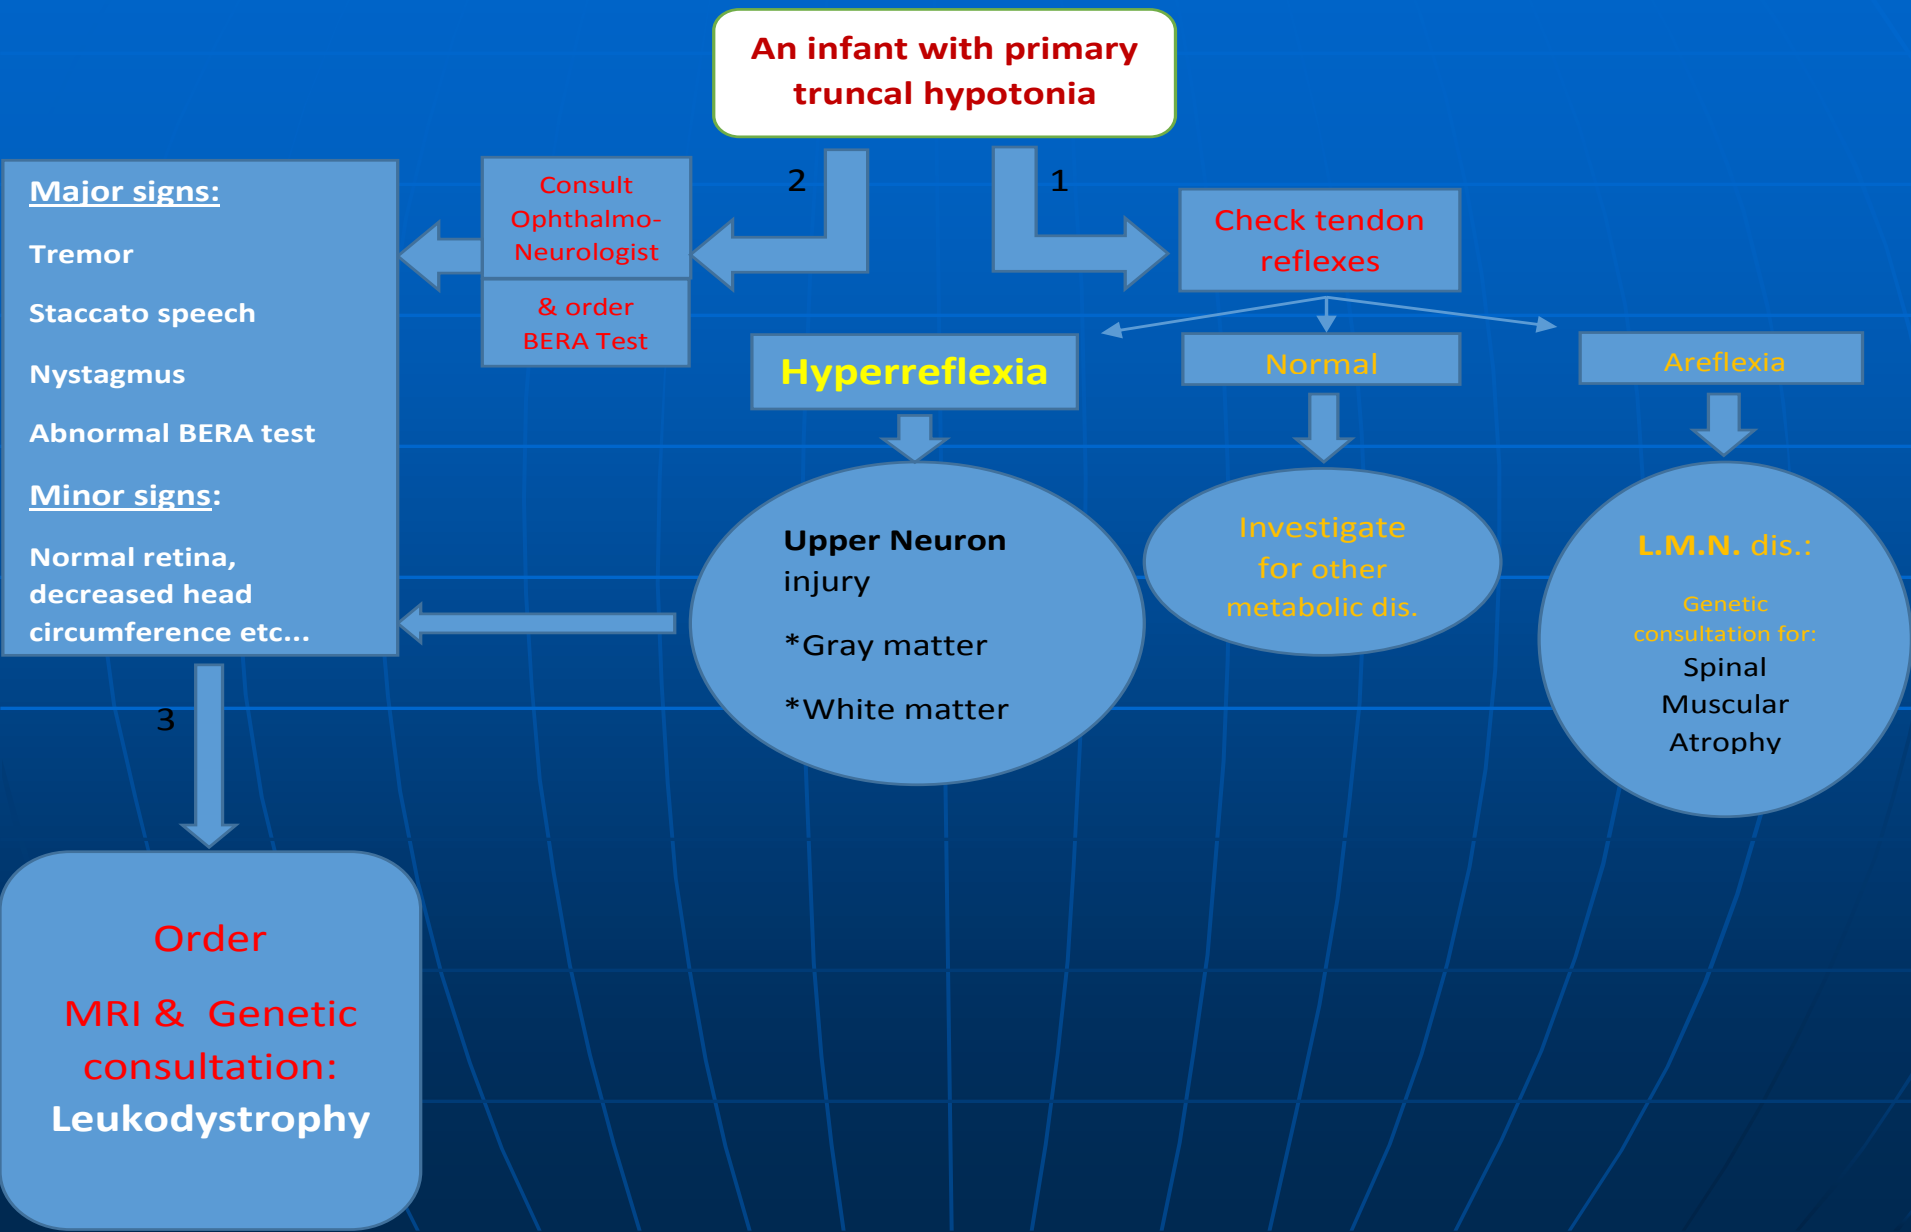 An infant with primary
truncal hypotonia
1
Check tendon
reflexes
Hyperreflexia
Normal
Areflexia
Upper Neuron
injury
*Gray matter
*White matter
Investigate
for other
metabolic dis.
L.M.N. dis.:
Genetic
consultation for:
Spinal
Muscular
Atrophy
2
Consult
Ophthalmo-
Neurologist
& order
BERA Test
Major signs:
Tremor
Staccato speech
Nystagmus
Abnormal BERA test
Minor signs:
Normal retina,
decreased head
circumference etc...
3
Order
MRI & Genetic
consultation:
Leukodystrophy